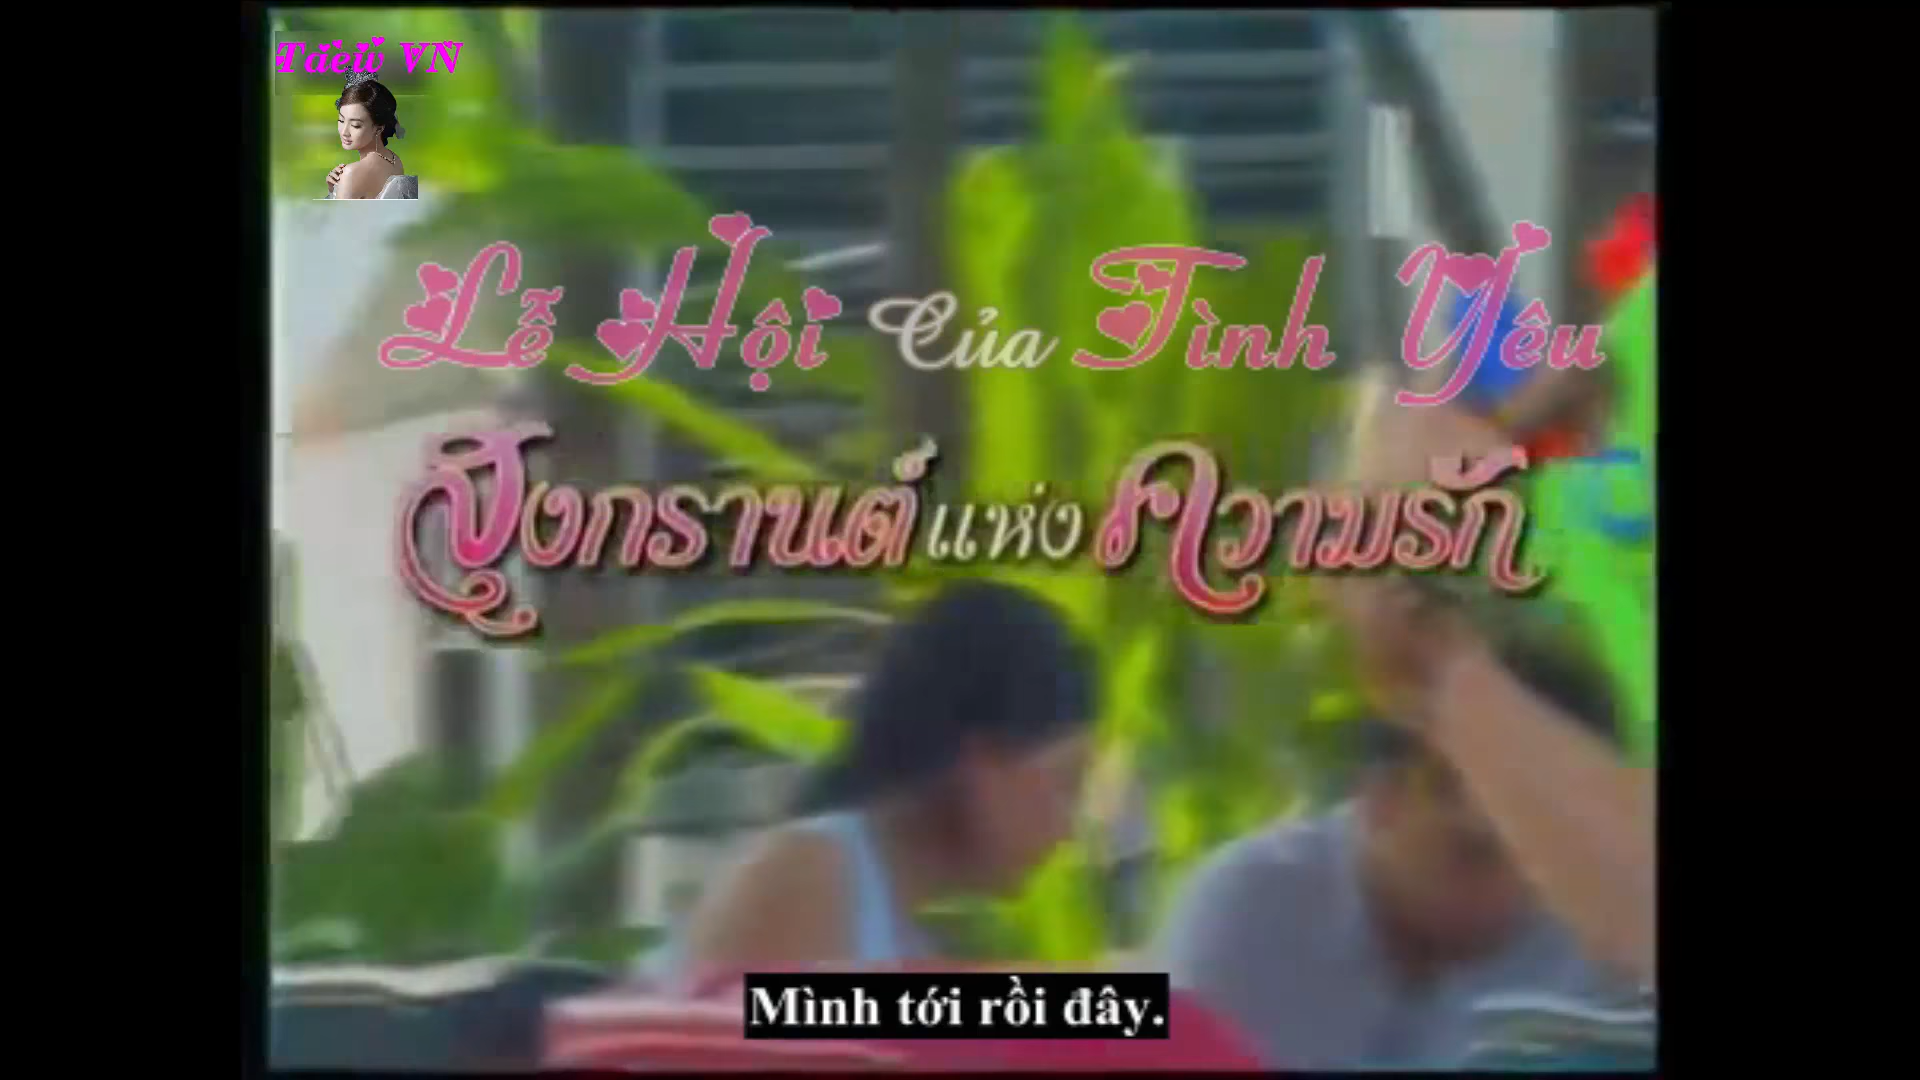 Taew VN
Lễ Hội Của Tình Yêu
สงกรานต์แห่งความรัก
Mình tới rồi đây.